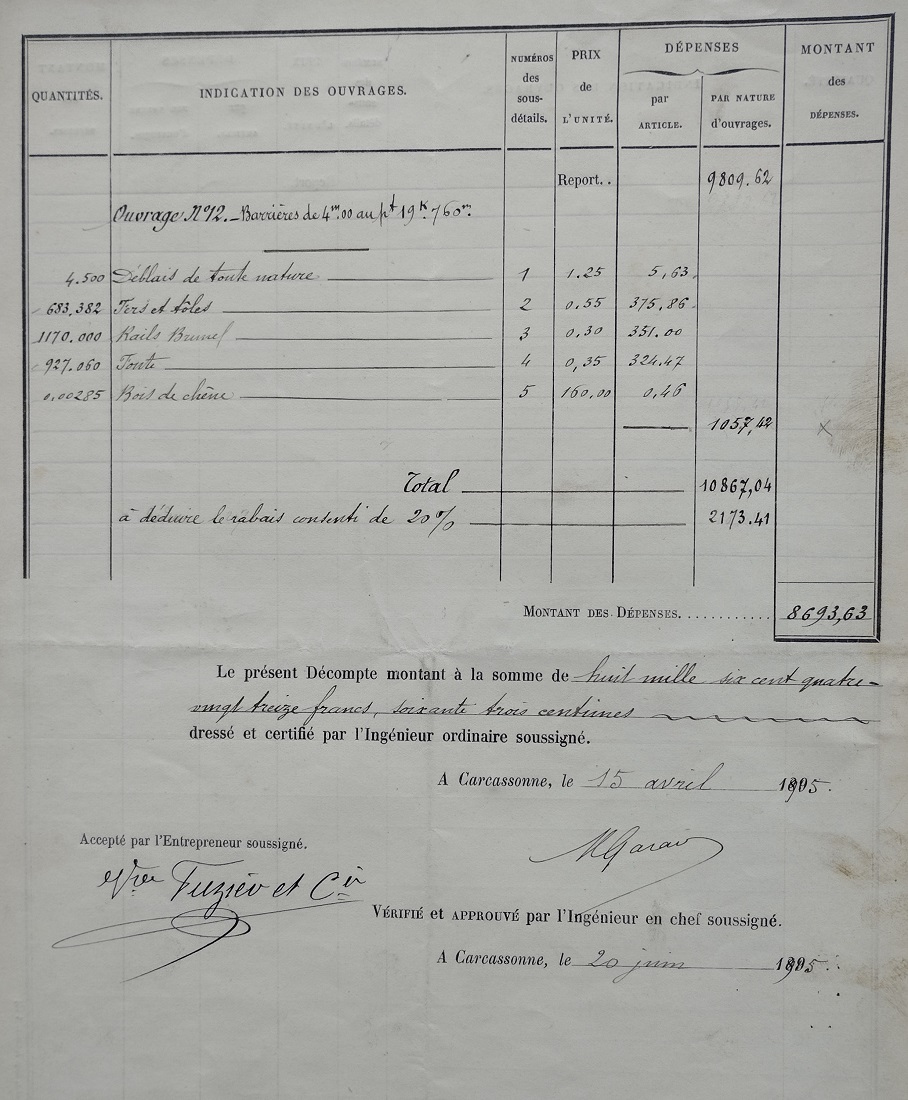 QUANTITÉS. INDICATION DES OUVRAGES. NUMÉROS des sous-détails. PRIX de L'UNITÉ. DÉPENSES par ARTICLE. PAR NATURE d'ouvrages. MONTANT des DÉPENSES.
Report. . 9809.62
Ouvrage N°12._ Barrières de 4m.00 au pt 19K 760m.
4.500 Déblais de toute nature 1 1.25 5,63
683,382 Fers et tôles 2 0.55 375,86
1170.000 Rails Brunel 3 0,30 351.00
927.060 Fonte 4 0,35 324.47
0.00285 Bois de chêne 5 160,00 0,46
1057,42
Total 10867,04
à déduire le rabais consenti de 20% 2173.41
MONTANT DES DÉPENSES. . . . . . . . . . . . 8693,63
Le présent Décompte montant à la somme de huit mille six cent quatre-
vingt treize francs, soixante trois centimes
dressé et certifié par l'Ingénieur ordinaire soussigné.
A Carcassonne, le 15 avril 1905.
Accepté par l'Entrepreneur soussigné.
Vve Fuzier et Cie
VÉRIFIÉ et APPROUVÉ par l'Ingénieur en chef soussigné.
A Carcassonne, le 20 juin 1905.